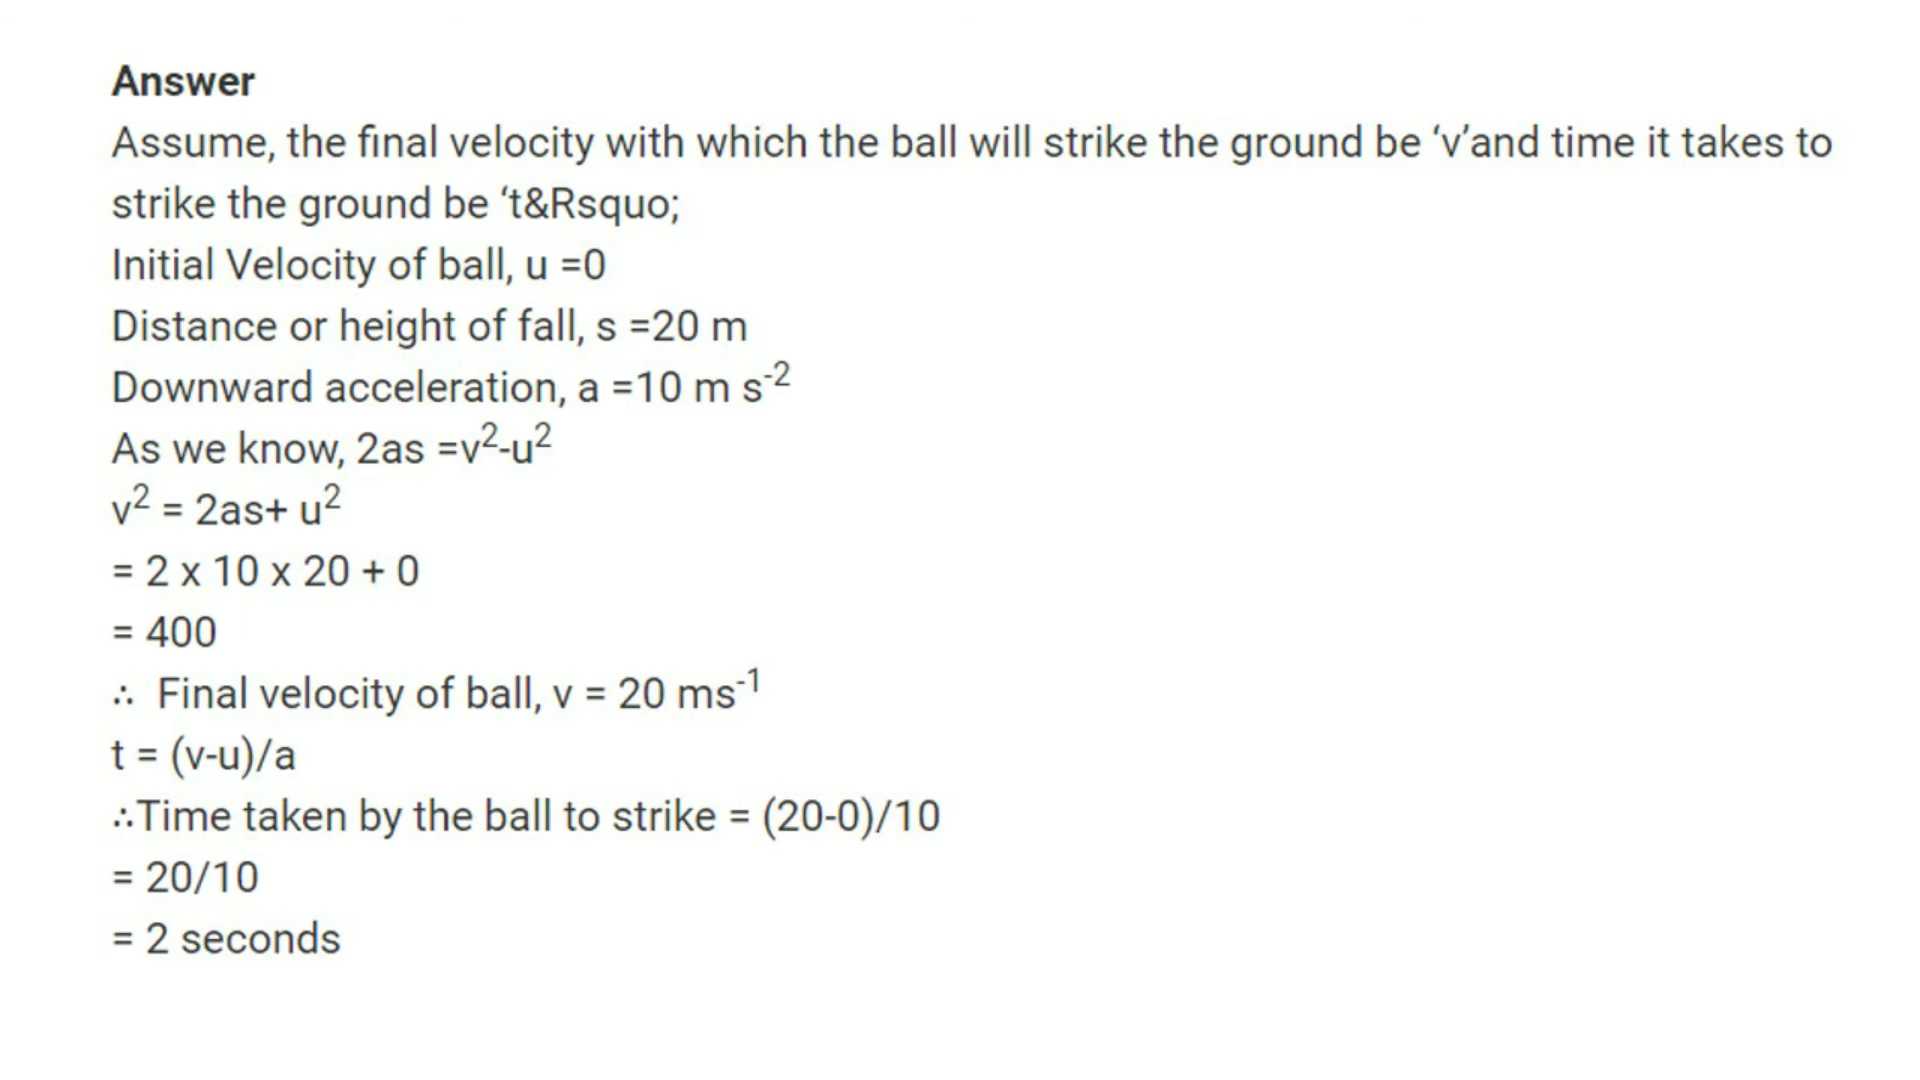 Answer
Assume, the final velocity with which the ball will strike the ground be ‘v’and time it takes to
strike the ground be ‘t&Rsquo;
Initial Velocity of ball, u =0
Distance or height of fall, s =20 m
Downward acceleration, a =10 m s⁻²
As we know, 2as =v²-u²
v² = 2as+ u²
= 2 x 10 x 20 + 0
= 400
∴ Final velocity of ball, v = 20 ms⁻¹
t = (v-u)/a
∴Time taken by the ball to strike = (20-0)/10
= 20/10
= 2 seconds